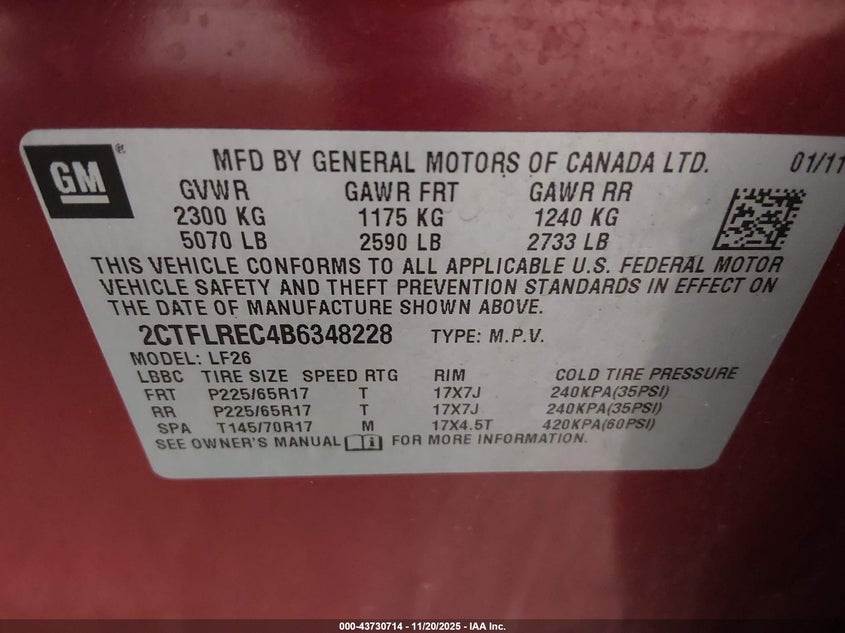 GM®
MFD BY GENERAL MOTORS OF CANADA LTD. 01/11
GVWR GAWR FRT GAWR RR
2300 KG 1175 KG 1240 KG
5070 LB 2590 LB 2733 LB
THIS VEHICLE CONFORMS TO ALL APPLICABLE U.S. FEDERAL MOTOR
VEHICLE SAFETY AND THEFT PREVENTION STANDARDS IN EFFECT ON
THE DATE OF MANUFACTURE SHOWN ABOVE.
2CTFLREC4B6348228 TYPE: M.P.V.
MODEL: LF26
LBBC TIRE SIZE SPEED RTG RIM COLD TIRE PRESSURE
FRT P225/65R17 T 17X7J 240KPA(35PSI)
RR P225/65R17 T 17X7J 240KPA(35PSI)
SPA T145/70R17 M 17X4.5T 420KPA(60PSI)
SEE OWNER'S MANUAL FOR MORE INFORMATION.
000-43730714 - 11/20/2025 - IAA Inc.